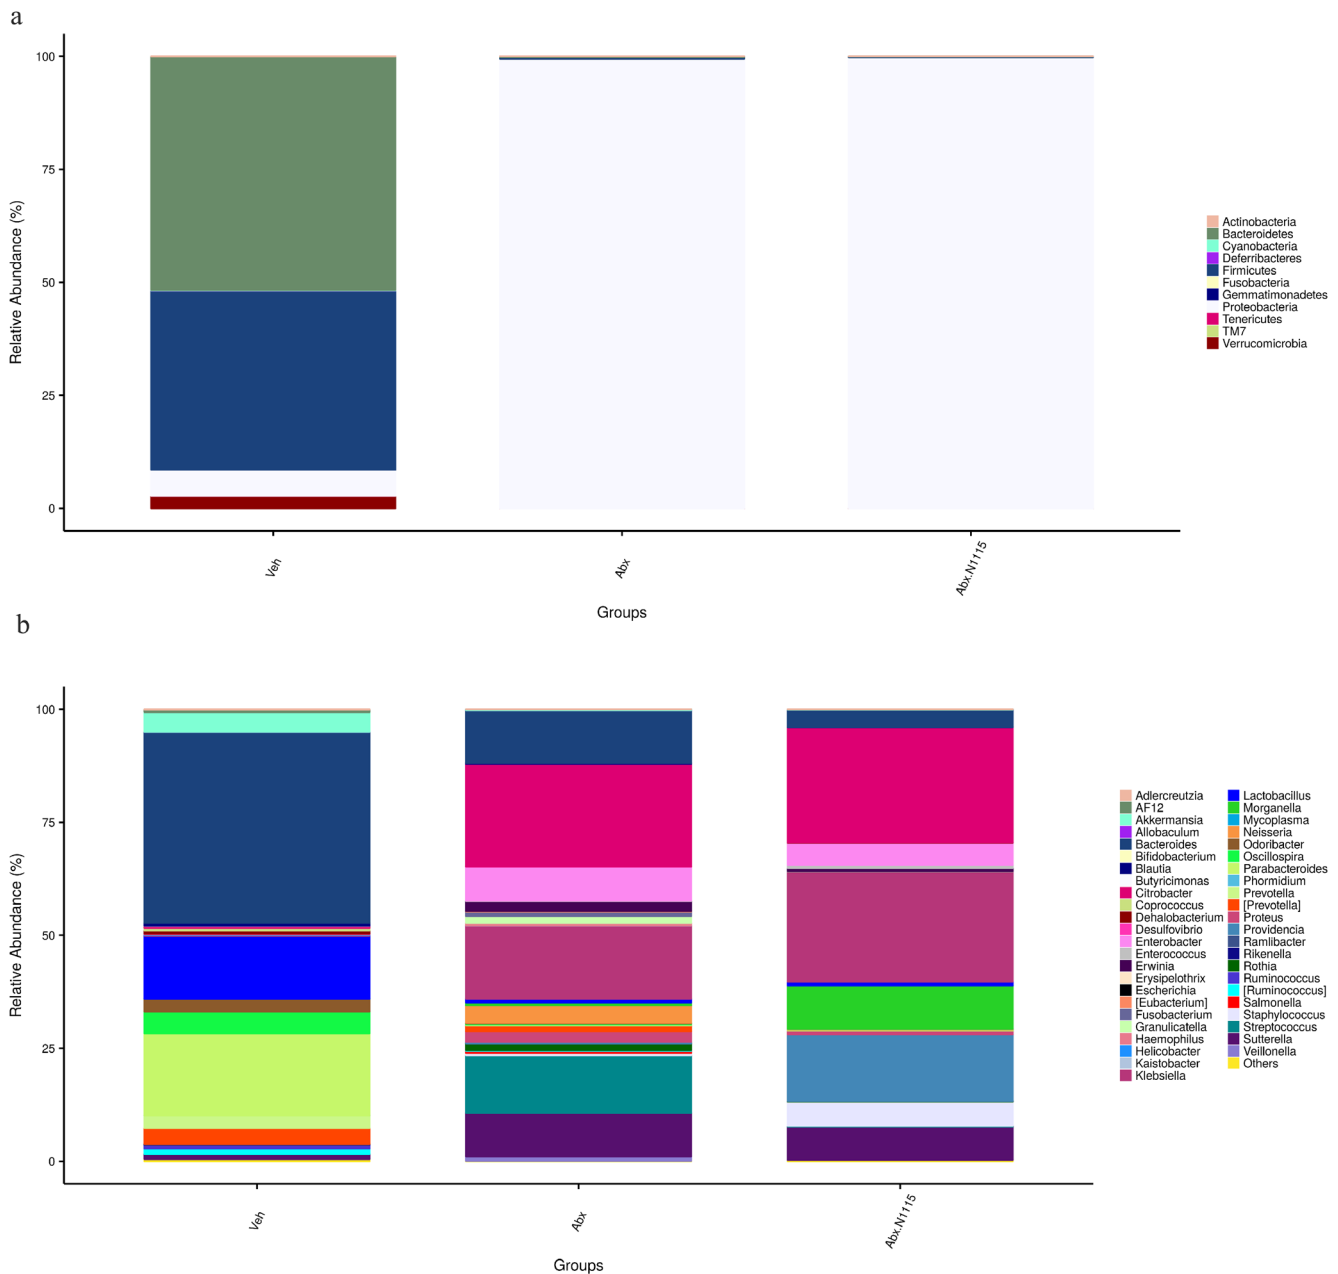 a
Relative Abundance (%)
100
75
50
25
0
Veh
Abx
Abx.N1115
Groups
Actinobacteria
Bacteroidetes
Cyanobacteria
Deferribacteres
Firmicutes
Fusobacteria
Gemmatimonadetes
Proteobacteria
Tenericutes
TM7
Verrucomicrobia
b
Relative Abundance (%)
100
75
50
25
0
Veh
Abx
Abx.N1115
Groups
Adlercreutzia
AF12
Akkermansia
Allobaculum
Bacteroides
Bifidobacterium
Blautia
Butyricimonas
Citrobacter
Coprococcus
Dehalobacterium
Desulfovibrio
Enterobacter
Enterococcus
Erwinia
Erysipelothrix
Escherichia
[Eubacterium]
Fusobacterium
Granulicatella
Haemophilus
Helicobacter
Kaistobacter
Klebsiella
Lactobacillus
Morganella
Mycoplasma
Neisseria
Odoribacter
Oscillospira
Parabacteroides
Phormidium
Prevotella
[Prevotella]
Proteus
Providencia
Ramlibacter
Rikenella
Rothia
Ruminococcus
[Ruminococcus]
Salmonella
Staphylococcus
Streptococcus
Sutterella
Veillonella
Others